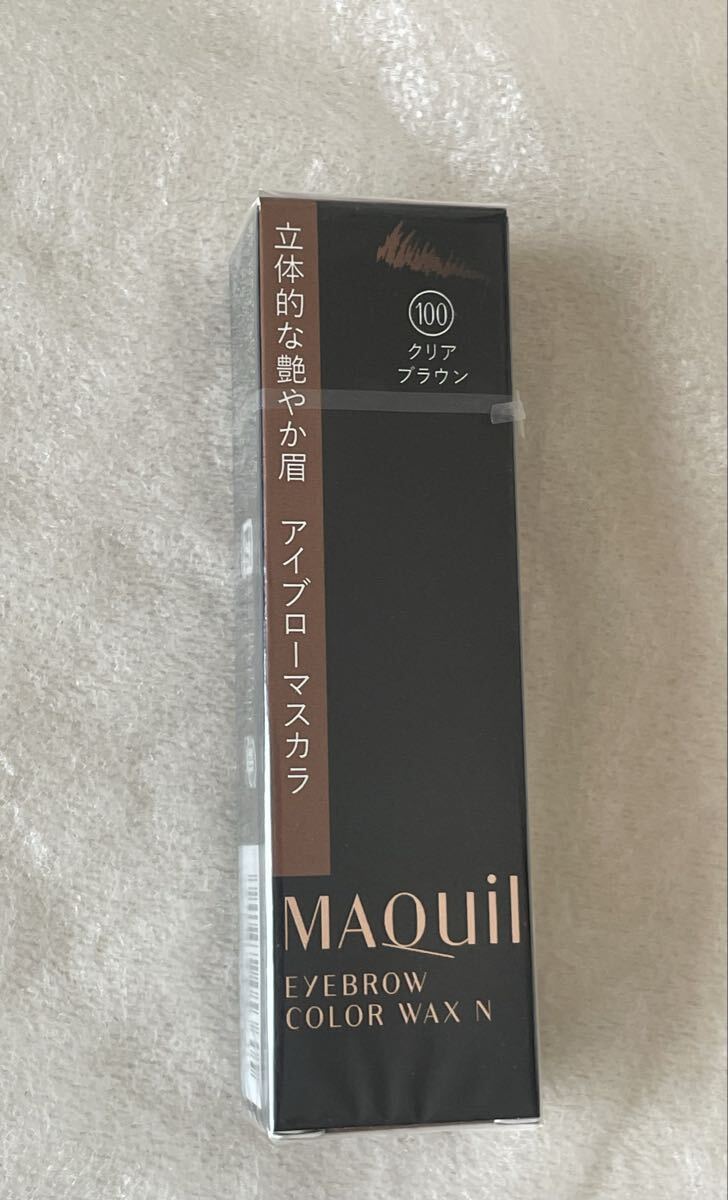 立体的な艶やか眉 アイブローマスカラ
100
クリア
ブラウン
MAQuil
EYEBROW
COLOR WAX N